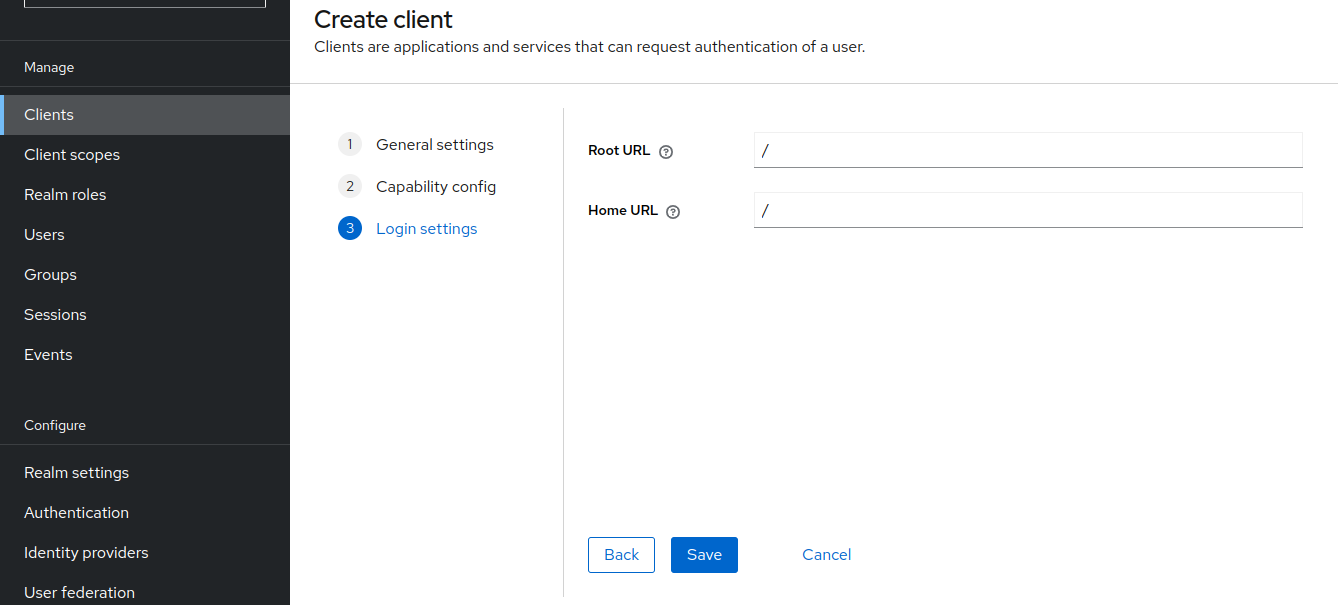 Create client
Clients are applications and services that can request authentication of a user.
Manage
Clients
Client scopes
Realm roles
Users
Groups
Sessions
Events
Configure
Realm settings
Authentication
Identity providers
User federation
1 General settings
2 Capability config
3 Login settings
Root URL ? /
Home URL ? /
Back Save Cancel